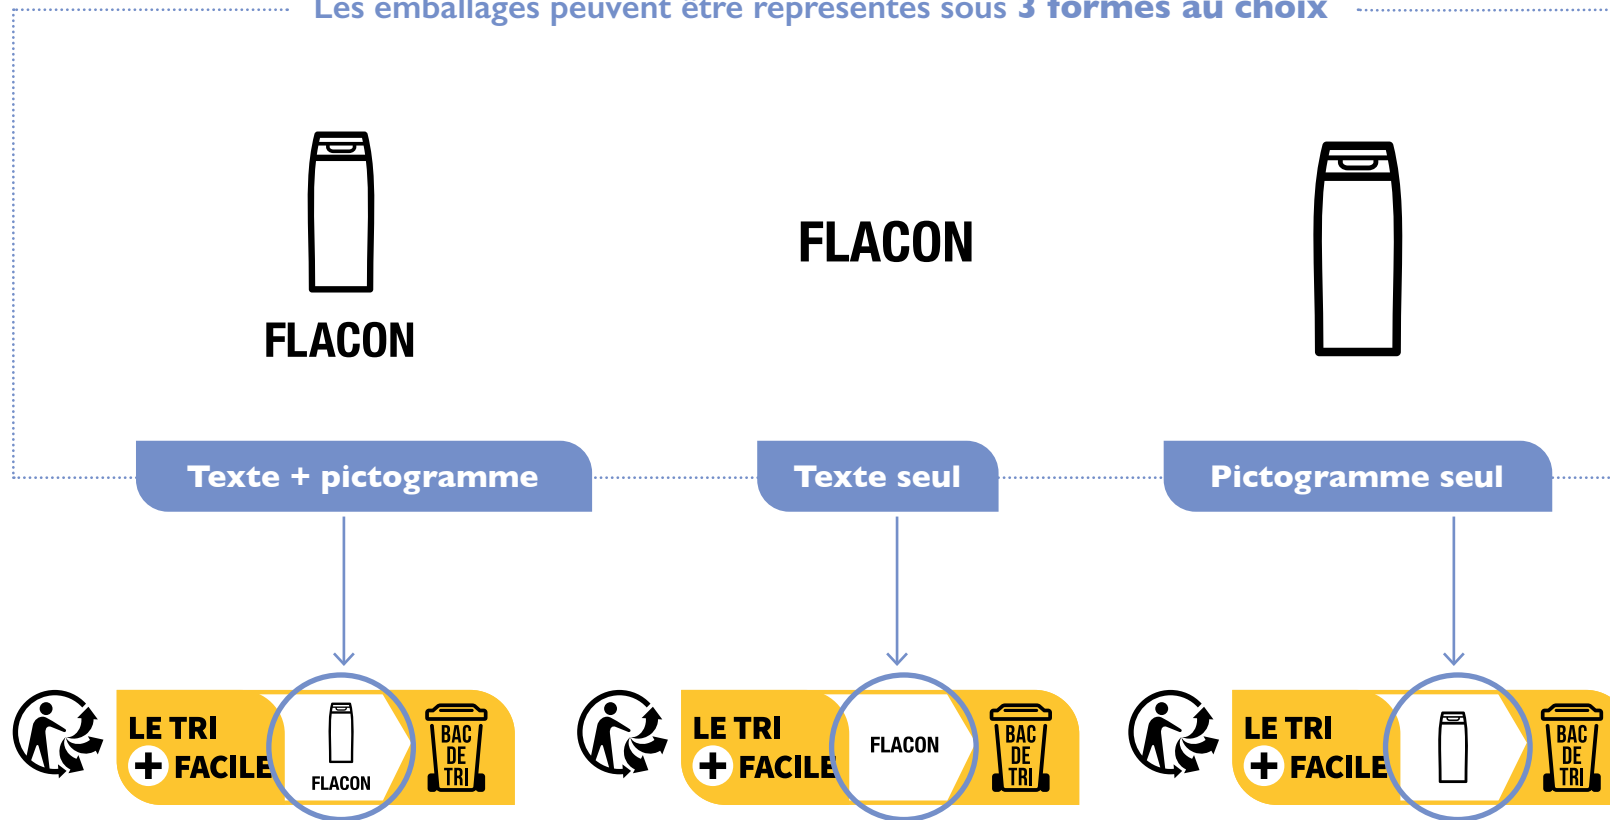 Les emballages peuvent être représentés sous 3 formes au choix
FLACON
FLACON
Texte + pictogramme
Texte seul
Pictogramme seul
LE TRI
+ FACILE
FLACON
BAC
DE
TRI
LE TRI
+ FACILE
FLACON
BAC
DE
TRI
LE TRI
+ FACILE
BAC
DE
TRI